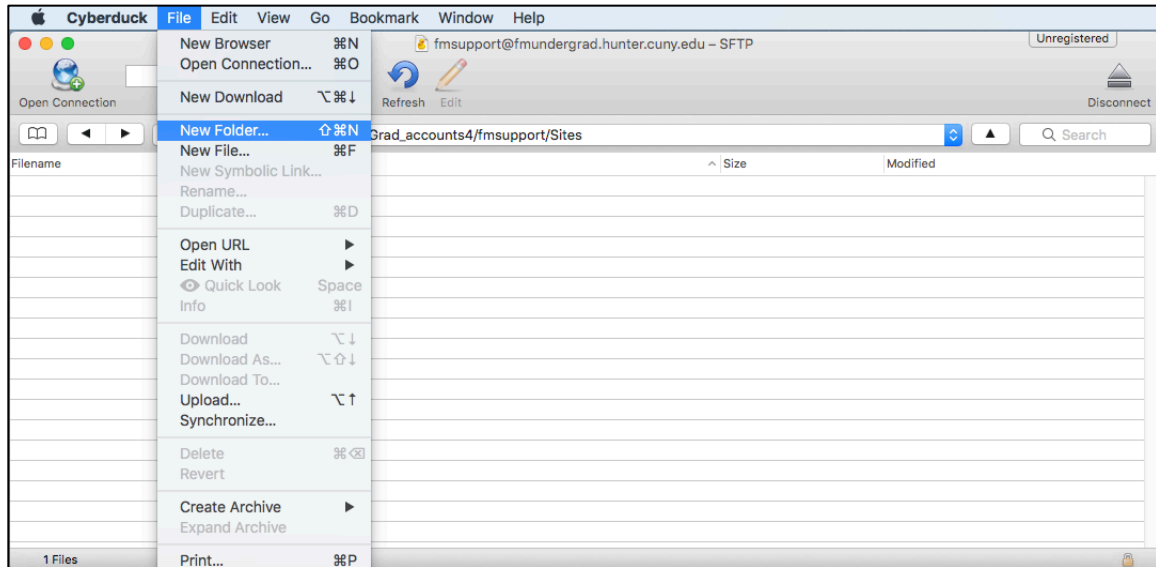 Cyberduck File Edit View Go Bookmark Window Help
fmsupport@fmundergrad.hunter.cuny.edu – SFTP
Unregistered
Open Connection
Refresh
Edit
Disconnect
Grad_accounts4/fmsupport/Sites
Search
Filename
Size
Modified
New Browser ⌘N
Open Connection... ⌘O
New Download ⌥⌘↓
New Folder... ⇧⌘N
New File... ⌘F
New Symbolic Link...
Rename...
Duplicate... ⌘D
Open URL ▶
Edit With ▶
Quick Look Space
Info ⌘I
Download ⌥↓
Download As... ⌥⇧↓
Download To...
Upload... ⌥↑
Synchronize...
Delete ⌘⌫
Revert
Create Archive ▶
Expand Archive
Print... ⌘P
1 Files